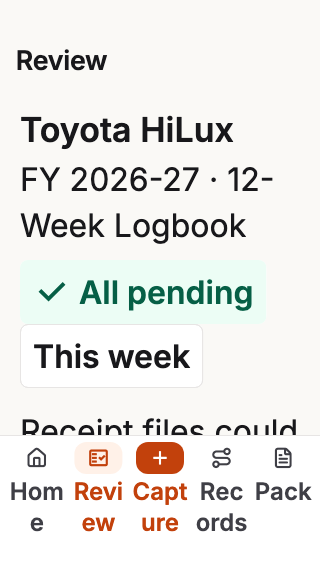 Review
Toyota HiLux
FY 2026-27 · 12-
Week Logbook
✓ All pending
This week
Receipt files could
Hom
e
Revi
ew
Capt
ure
Rec
ords
Pack